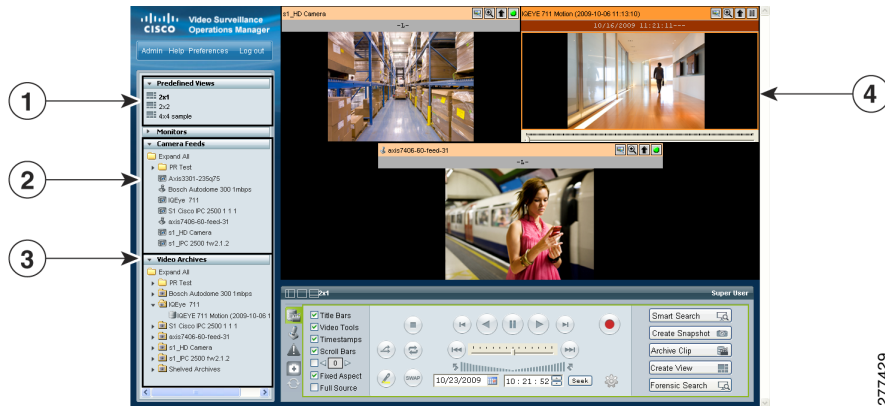 cisco
Video Surveillance
Operations Manager
Admin Help Preferences Log out
Predefined Views
2x1
2x2
4x4 sample
Monitors
Camera Feeds
Expand All
PR Test
Axis3301-235q75
Bosch Autodome 300 1mbps
IQEye 711
S1 Cisco IPC 2500 1 1 1
axis7406-60-feed-31
s1_HD Camera
s1_IPC 2500 fw2.1.2
Video Archives
Expand All
PR Test
Bosch Autodome 300 1mbps
IQEye 711
IQEYE 711 Motion (2009-10-06 1
S1 Cisco IPC 2500 1 1 1
axis7406-60-feed-31
s1_HD Camera
s1_IPC 2500 fw2.1.2
Shelved Archives
1
2
3
4
s1_HD Camera
-L-
IQEYE 711 Motion (2009-10-06 11:13:10)
10/16/2009 11:21:11---
axis7406-60-feed-31
-L-
2x1
Super User
Title Bars
Video Tools
Timestamps
Scroll Bars
0
Fixed Aspect
Full Source
SWAP
5
5
10/23/2009
10 : 21 : 52
Seek
Smart Search
Create Snapshot
Archive Clip
Create View
Forensic Search
277429